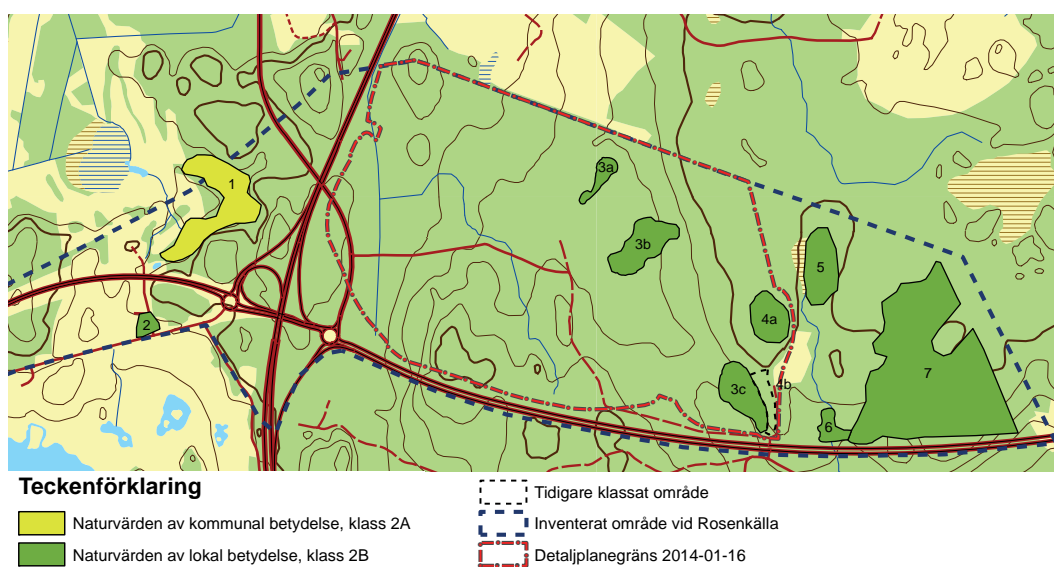 1
3a
3b
5
4a
2
7
3c
4b
6
Teckenförklaring
Naturvärden av kommunal betydelse, klass 2A
Naturvärden av lokal betydelse, klass 2B
Tidigare klassat område
Inventerat område vid Rosenkälla
Detaljplanegräns 2014-01-16